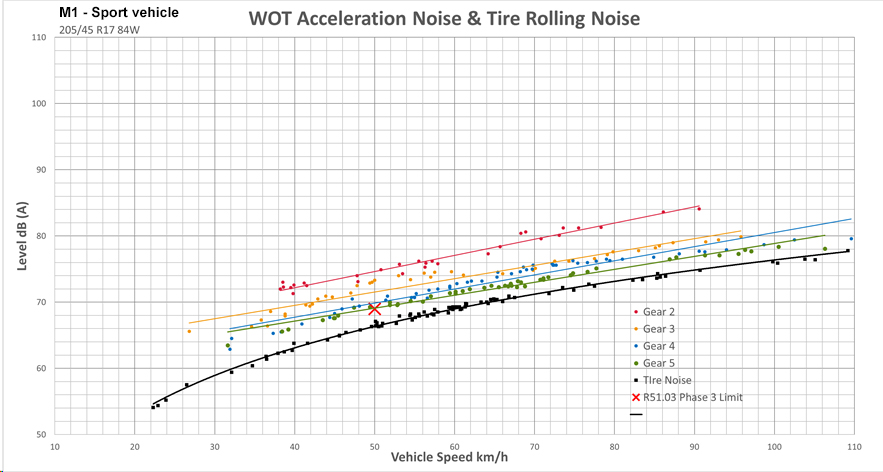 M1 - Sport vehicle
WOT Acceleration Noise & Tire Rolling Noise
205/45 R17 84W
110
100
90
80
70
60
50
Level dB (A)
10 20 30 40 50 60 70 80 90 100 110
Vehicle Speed km/h
Gear 2
Gear 3
Gear 4
Gear 5
TIre Noise
R51.03 Phase 3 Limit